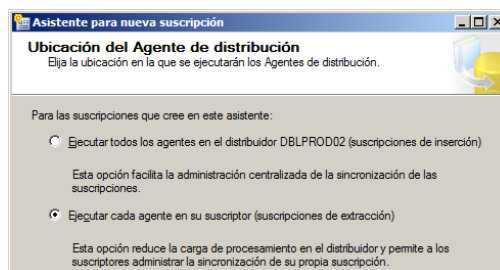 Asistente para nueva suscripción
Ubicación del Agente de distribución
Elija la ubicación en la que se ejecutarán los Agentes de distribución.
Para las suscripciones que cree en este asistente:
Ejecutar todos los agentes en el distribuidor DBLPROD02 (suscripciones de inserción)
Esta opción facilita la administración centralizada de la sincronización de las
suscripciones.
Ejecutar cada agente en su suscriptor (suscripciones de extracción)
Esta opción reduce la carga de procesamiento en el distribuidor y permite a los
suscriptores administrar la sincronización de su propia suscripción.